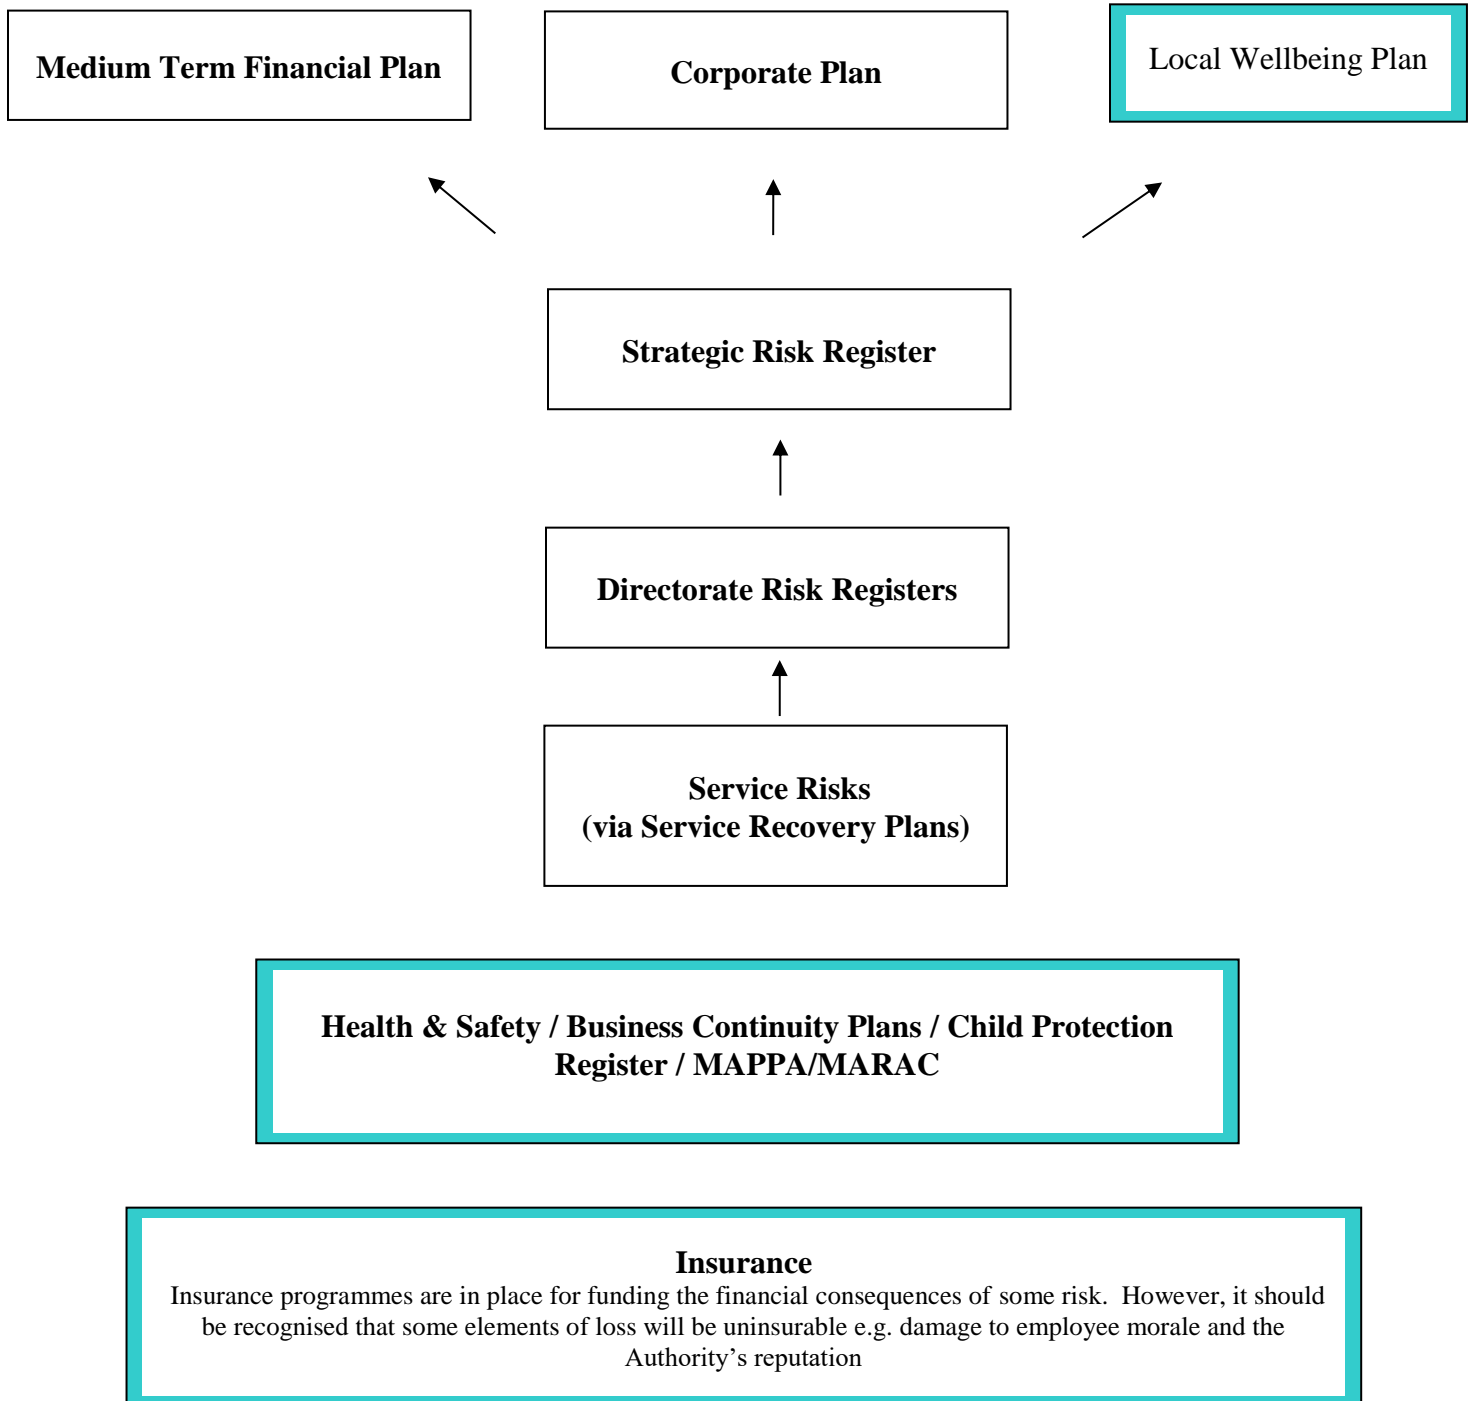 Medium Term Financial Plan
Corporate Plan
Local Wellbeing Plan
Strategic Risk Register
Directorate Risk Registers
Service Risks
(via Service Recovery Plans)
Health & Safety / Business Continuity Plans / Child Protection
Register / MAPPA/MARAC
Insurance
Insurance programmes are in place for funding the financial consequences of some risk.  However, it should
be recognised that some elements of loss will be uninsurable e.g. damage to employee morale and the
Authority’s reputation